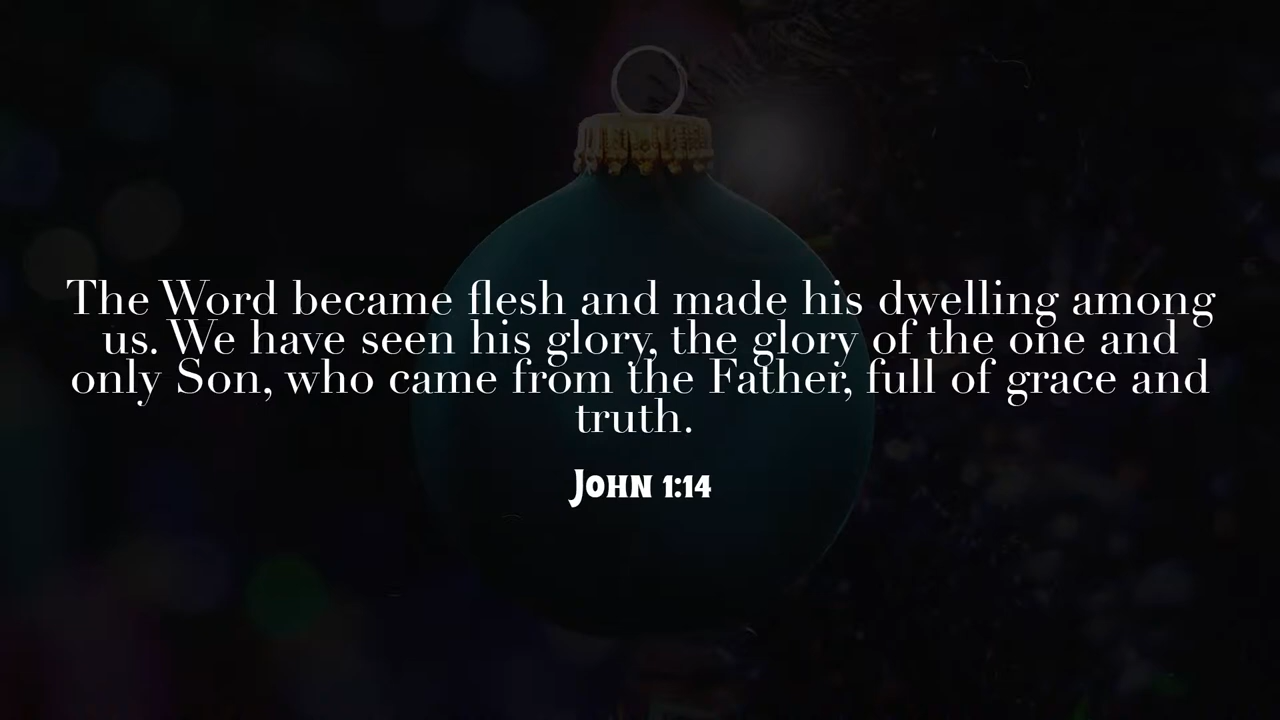 The Word became flesh and made his dwelling among
us. We have seen his glory, the glory of the one and
only Son, who came from the Father, full of grace and
truth.
John 1:14